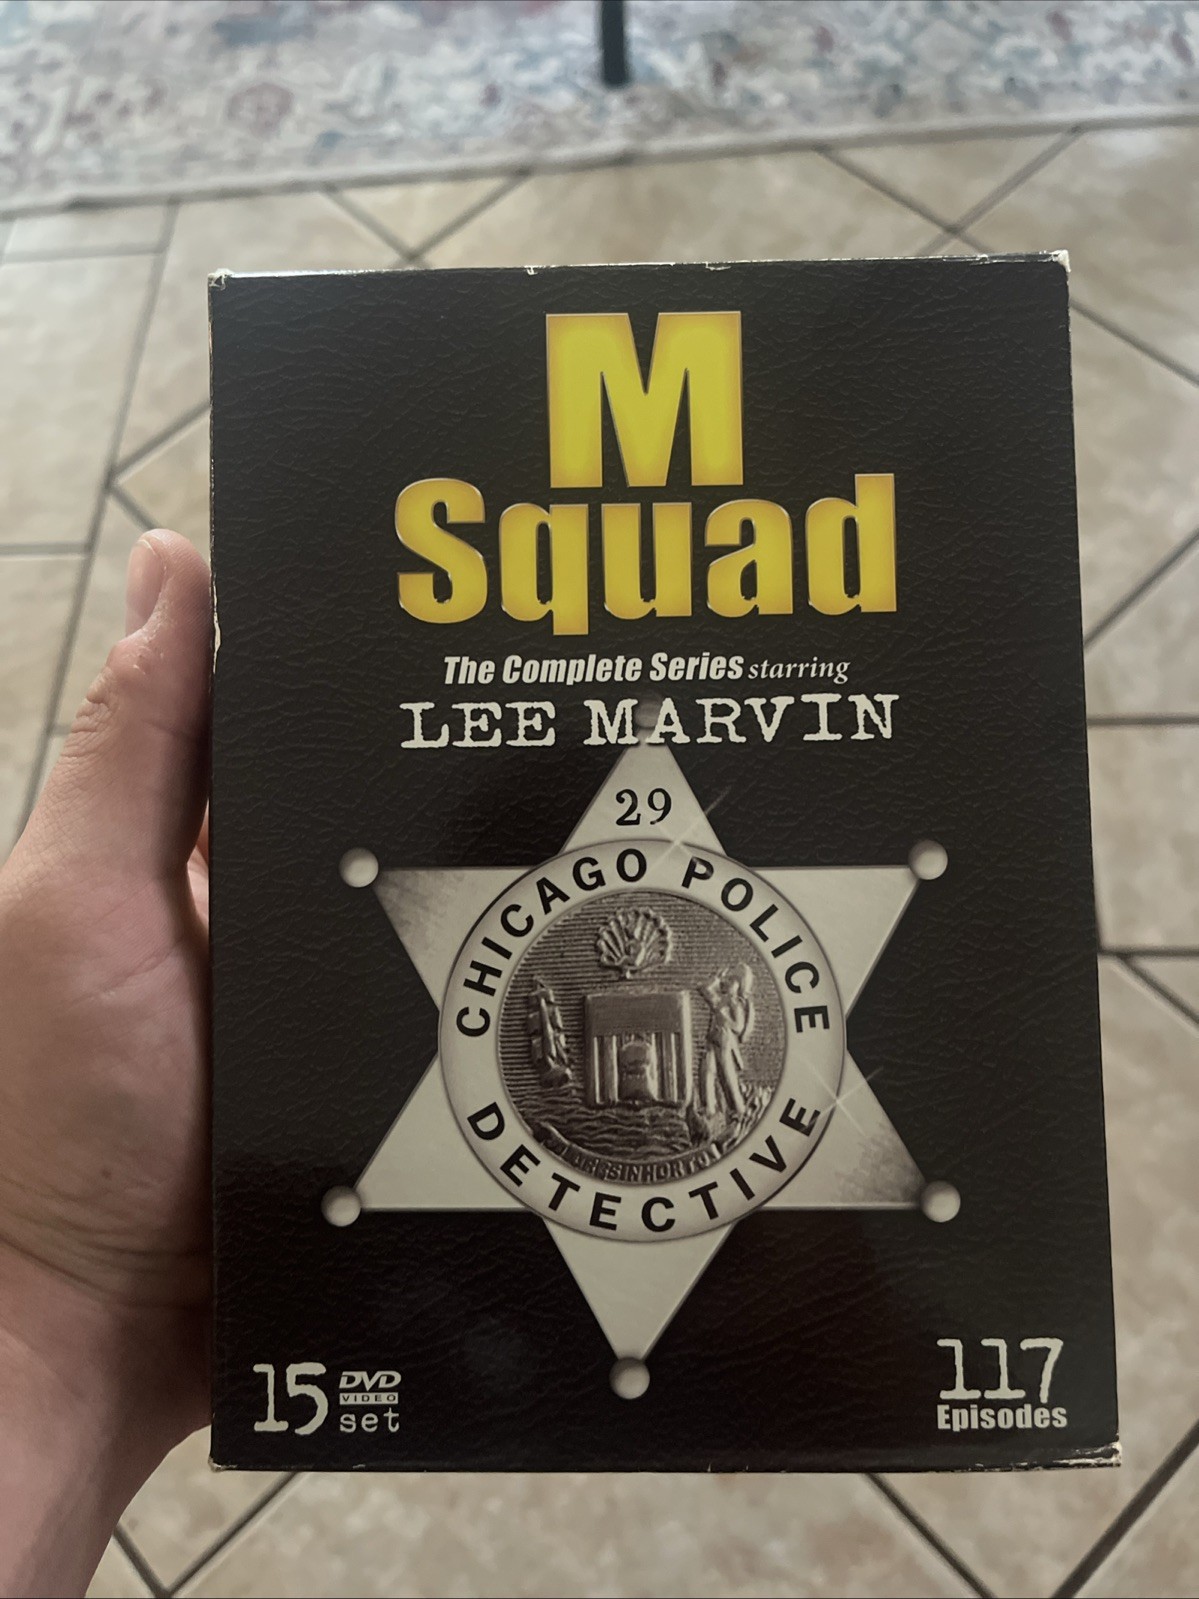 M
Squad
The Complete Series starring
LEE MARVIN
29
CHICAGO POLICE
DETECTIVE
15 DVD
VIDEO
set
117
Episodes